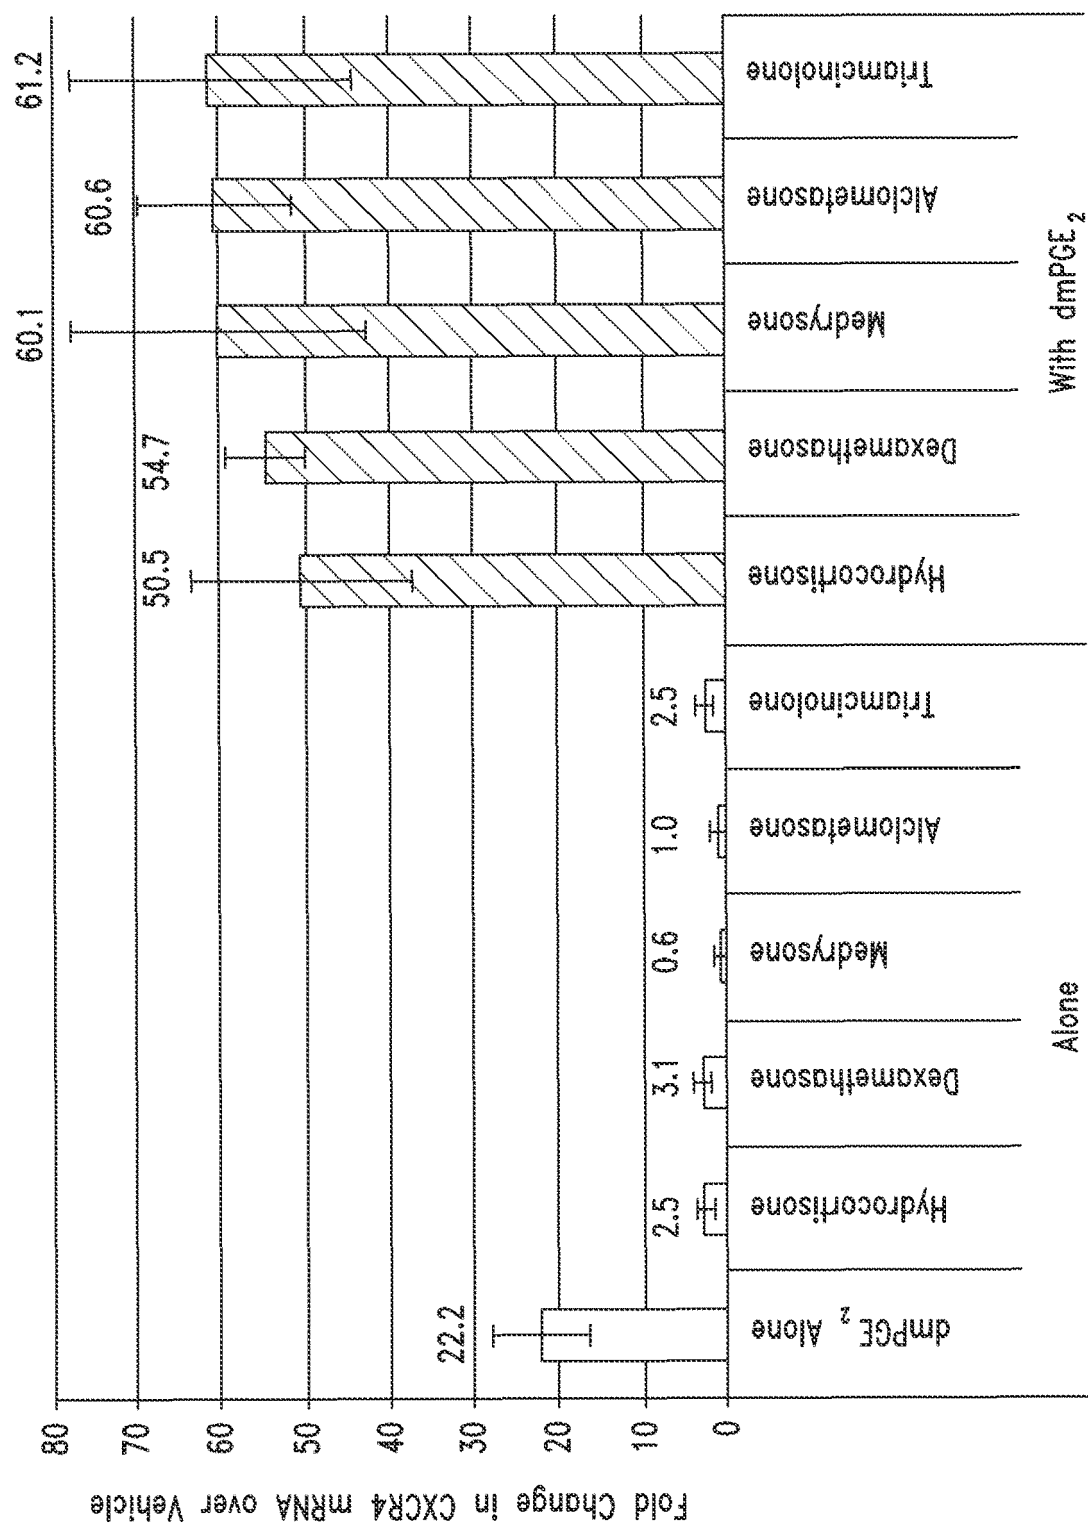 Fold Change in CXCR4 mRNA over Vehicle
80
70
60
50
40
30
20
10
0
22.2
2.5
3.1
0.6
1.0
2.5
50.5
54.7
60.1
60.6
61.2
dmPGE2 Alone
Hydrocortisone
Dexamethasone
Medrysone
Alclometasone
Triamcinolone
Hydrocortisone
Dexamethasone
Medrysone
Alclometasone
Triamcinolone
Alone
With dmPGE2